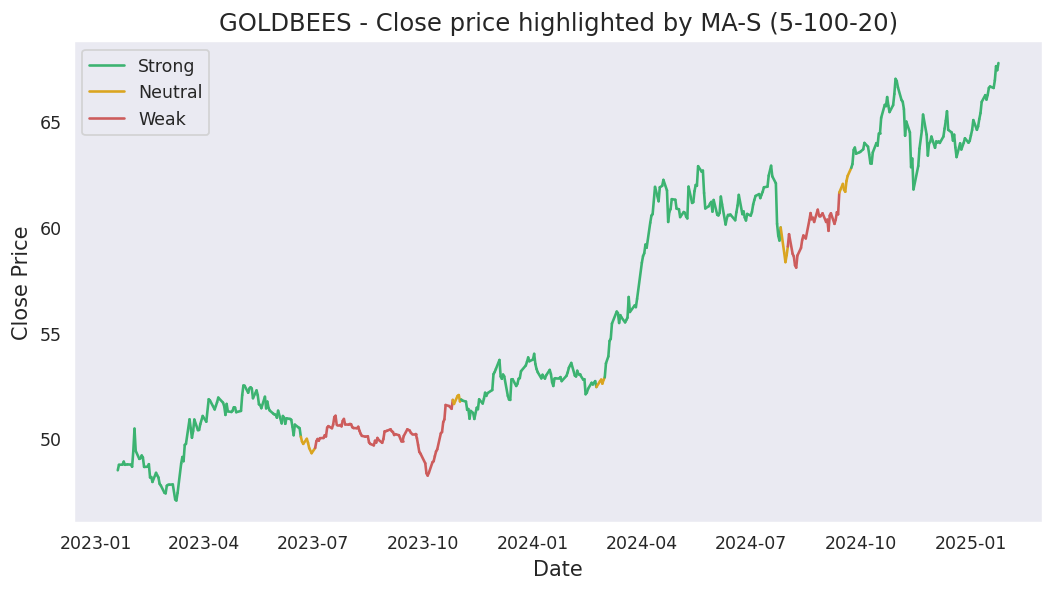 GOLDBEES - Close price highlighted by MA-S (5-100-20)
Strong
Neutral
Weak
65
60
55
50
Close Price
2023-01 2023-04 2023-07 2023-10 2024-01 2024-04 2024-07 2024-10 2025-01
Date